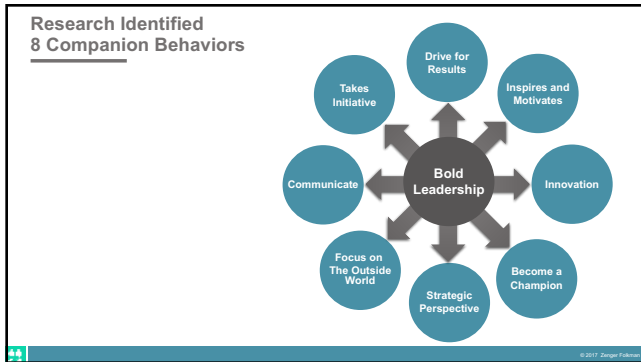 Research Identified
8 Companion Behaviors
Drive for
Results
Inspires and
Motivates
Innovation
Become a
Champion
Strategic
Perspective
Focus on
The Outside
World
Communicate
Takes
Initiative
Bold
Leadership
© 2017 Zenger Folkman